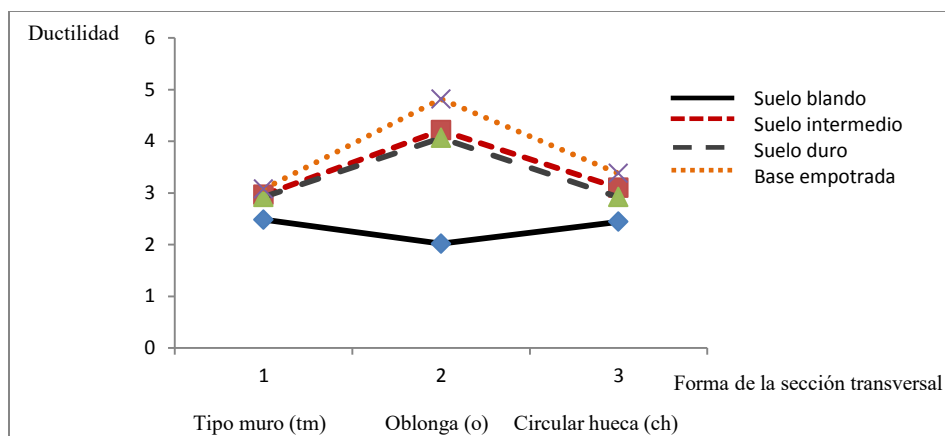 Ductilidad
6
5
4
3
2
1
0
1
2
3
Tipo muro (tm)
Oblonga (o)
Circular hueca (ch)
Forma de la sección transversal
Suelo blando
Suelo intermedio
Suelo duro
Base empotrada